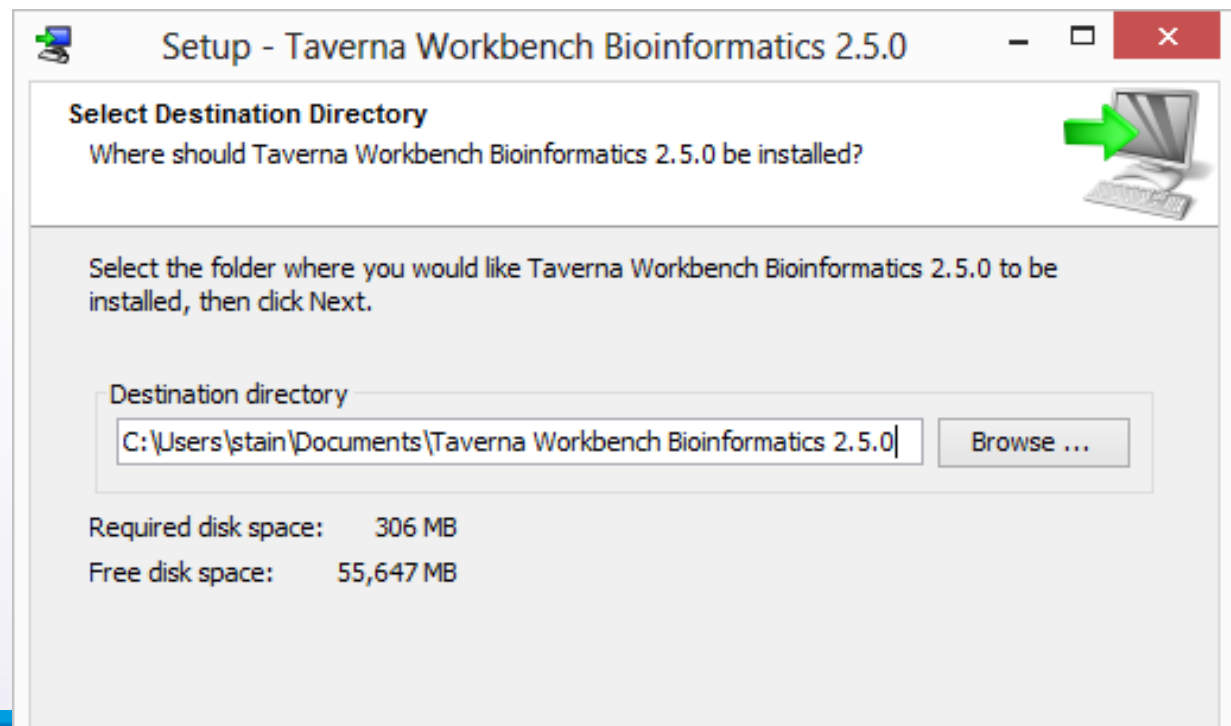 Setup - Taverna Workbench Bioinformatics 2.5.0
Select Destination Directory
Where should Taverna Workbench Bioinformatics 2.5.0 be installed?
Select the folder where you would like Taverna Workbench Bioinformatics 2.5.0 to be
installed, then click Next.
Destination directory
C:\Users\stain\Documents\Taverna Workbench Bioinformatics 2.5.0 Browse ...
Required disk space: 306 MB
Free disk space: 55,647 MB